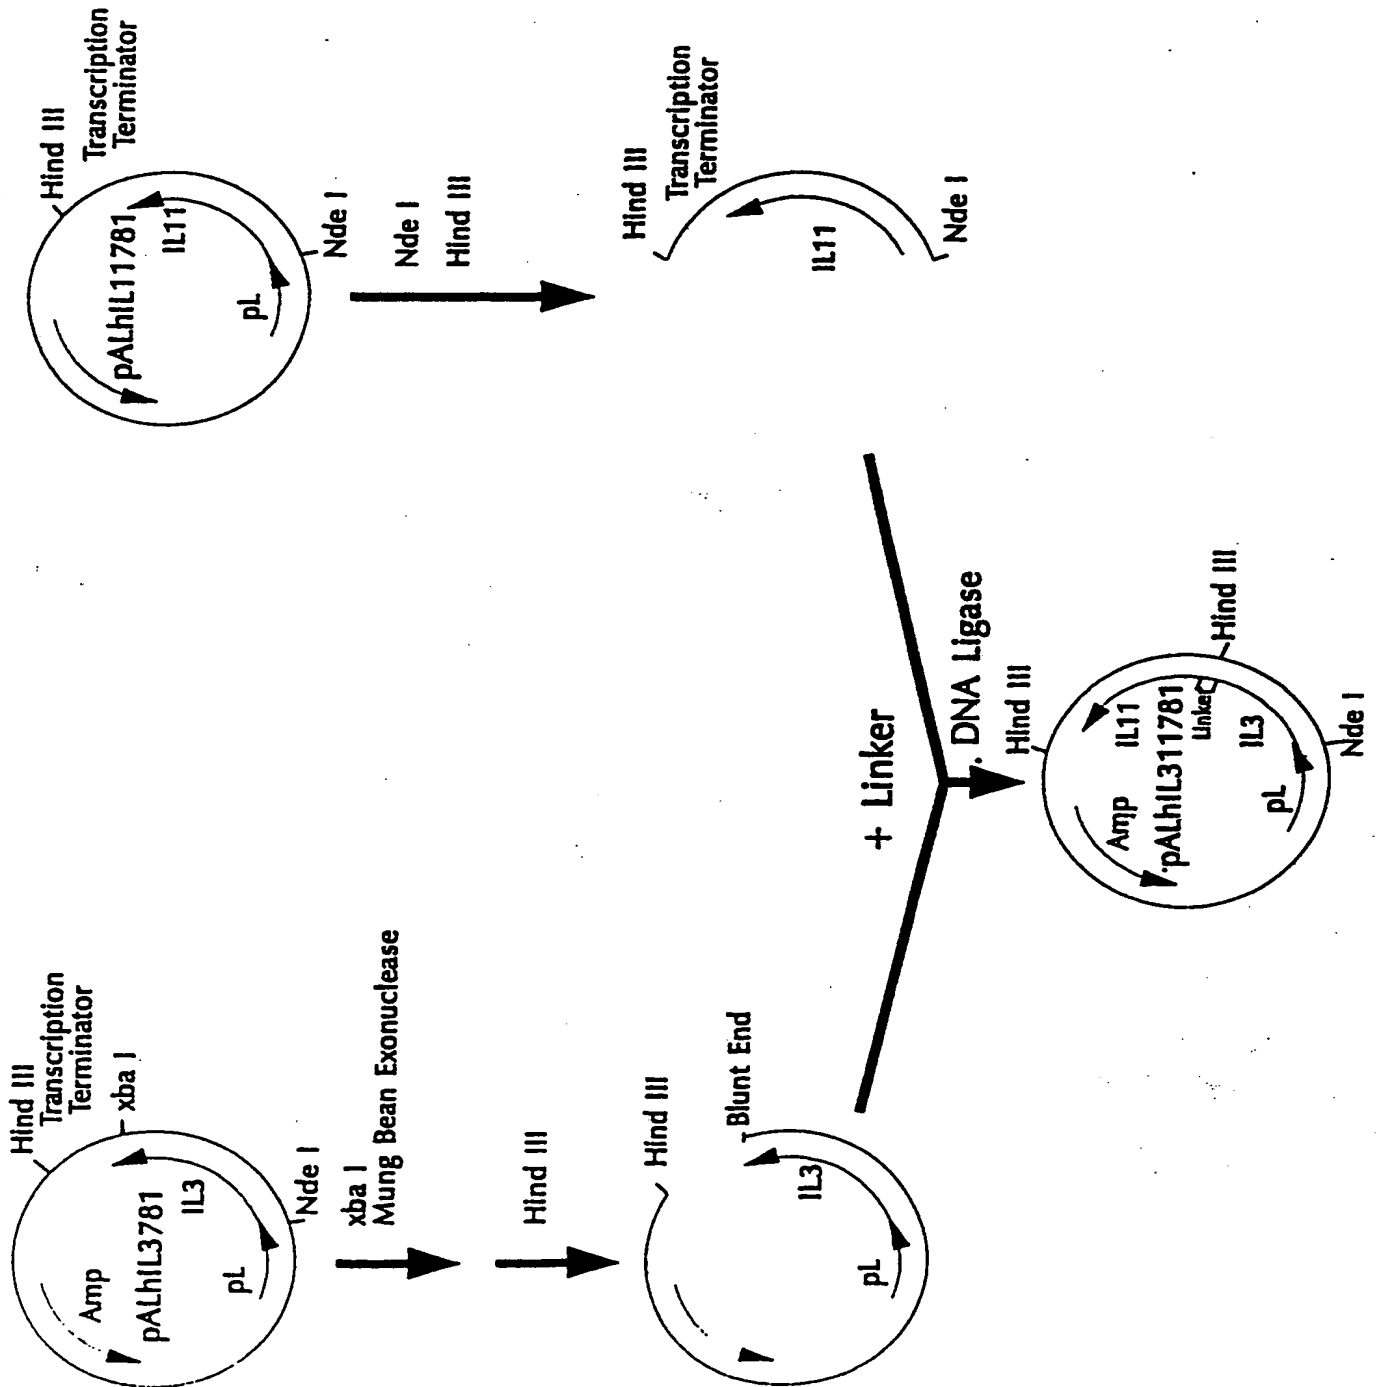 Hind III
Transcription
Terminator
xba I
Amp
pALhIL3781
IL3
pL
Nde I
xba I
Mung Bean Exonuclease
Hind III
Hind III
Blunt End
IL3
pL
Hind III
Transcription
Terminator
pALhIL11781
IL11
pL
Nde I
Nde I
Hind III
Hind III
Transcription
Terminator
IL11
Nde I
+ Linker
DNA Ligase
Hind III
Amp
IL11
pALhIL311781
Linker
Hind III
IL3
pL
Nde I